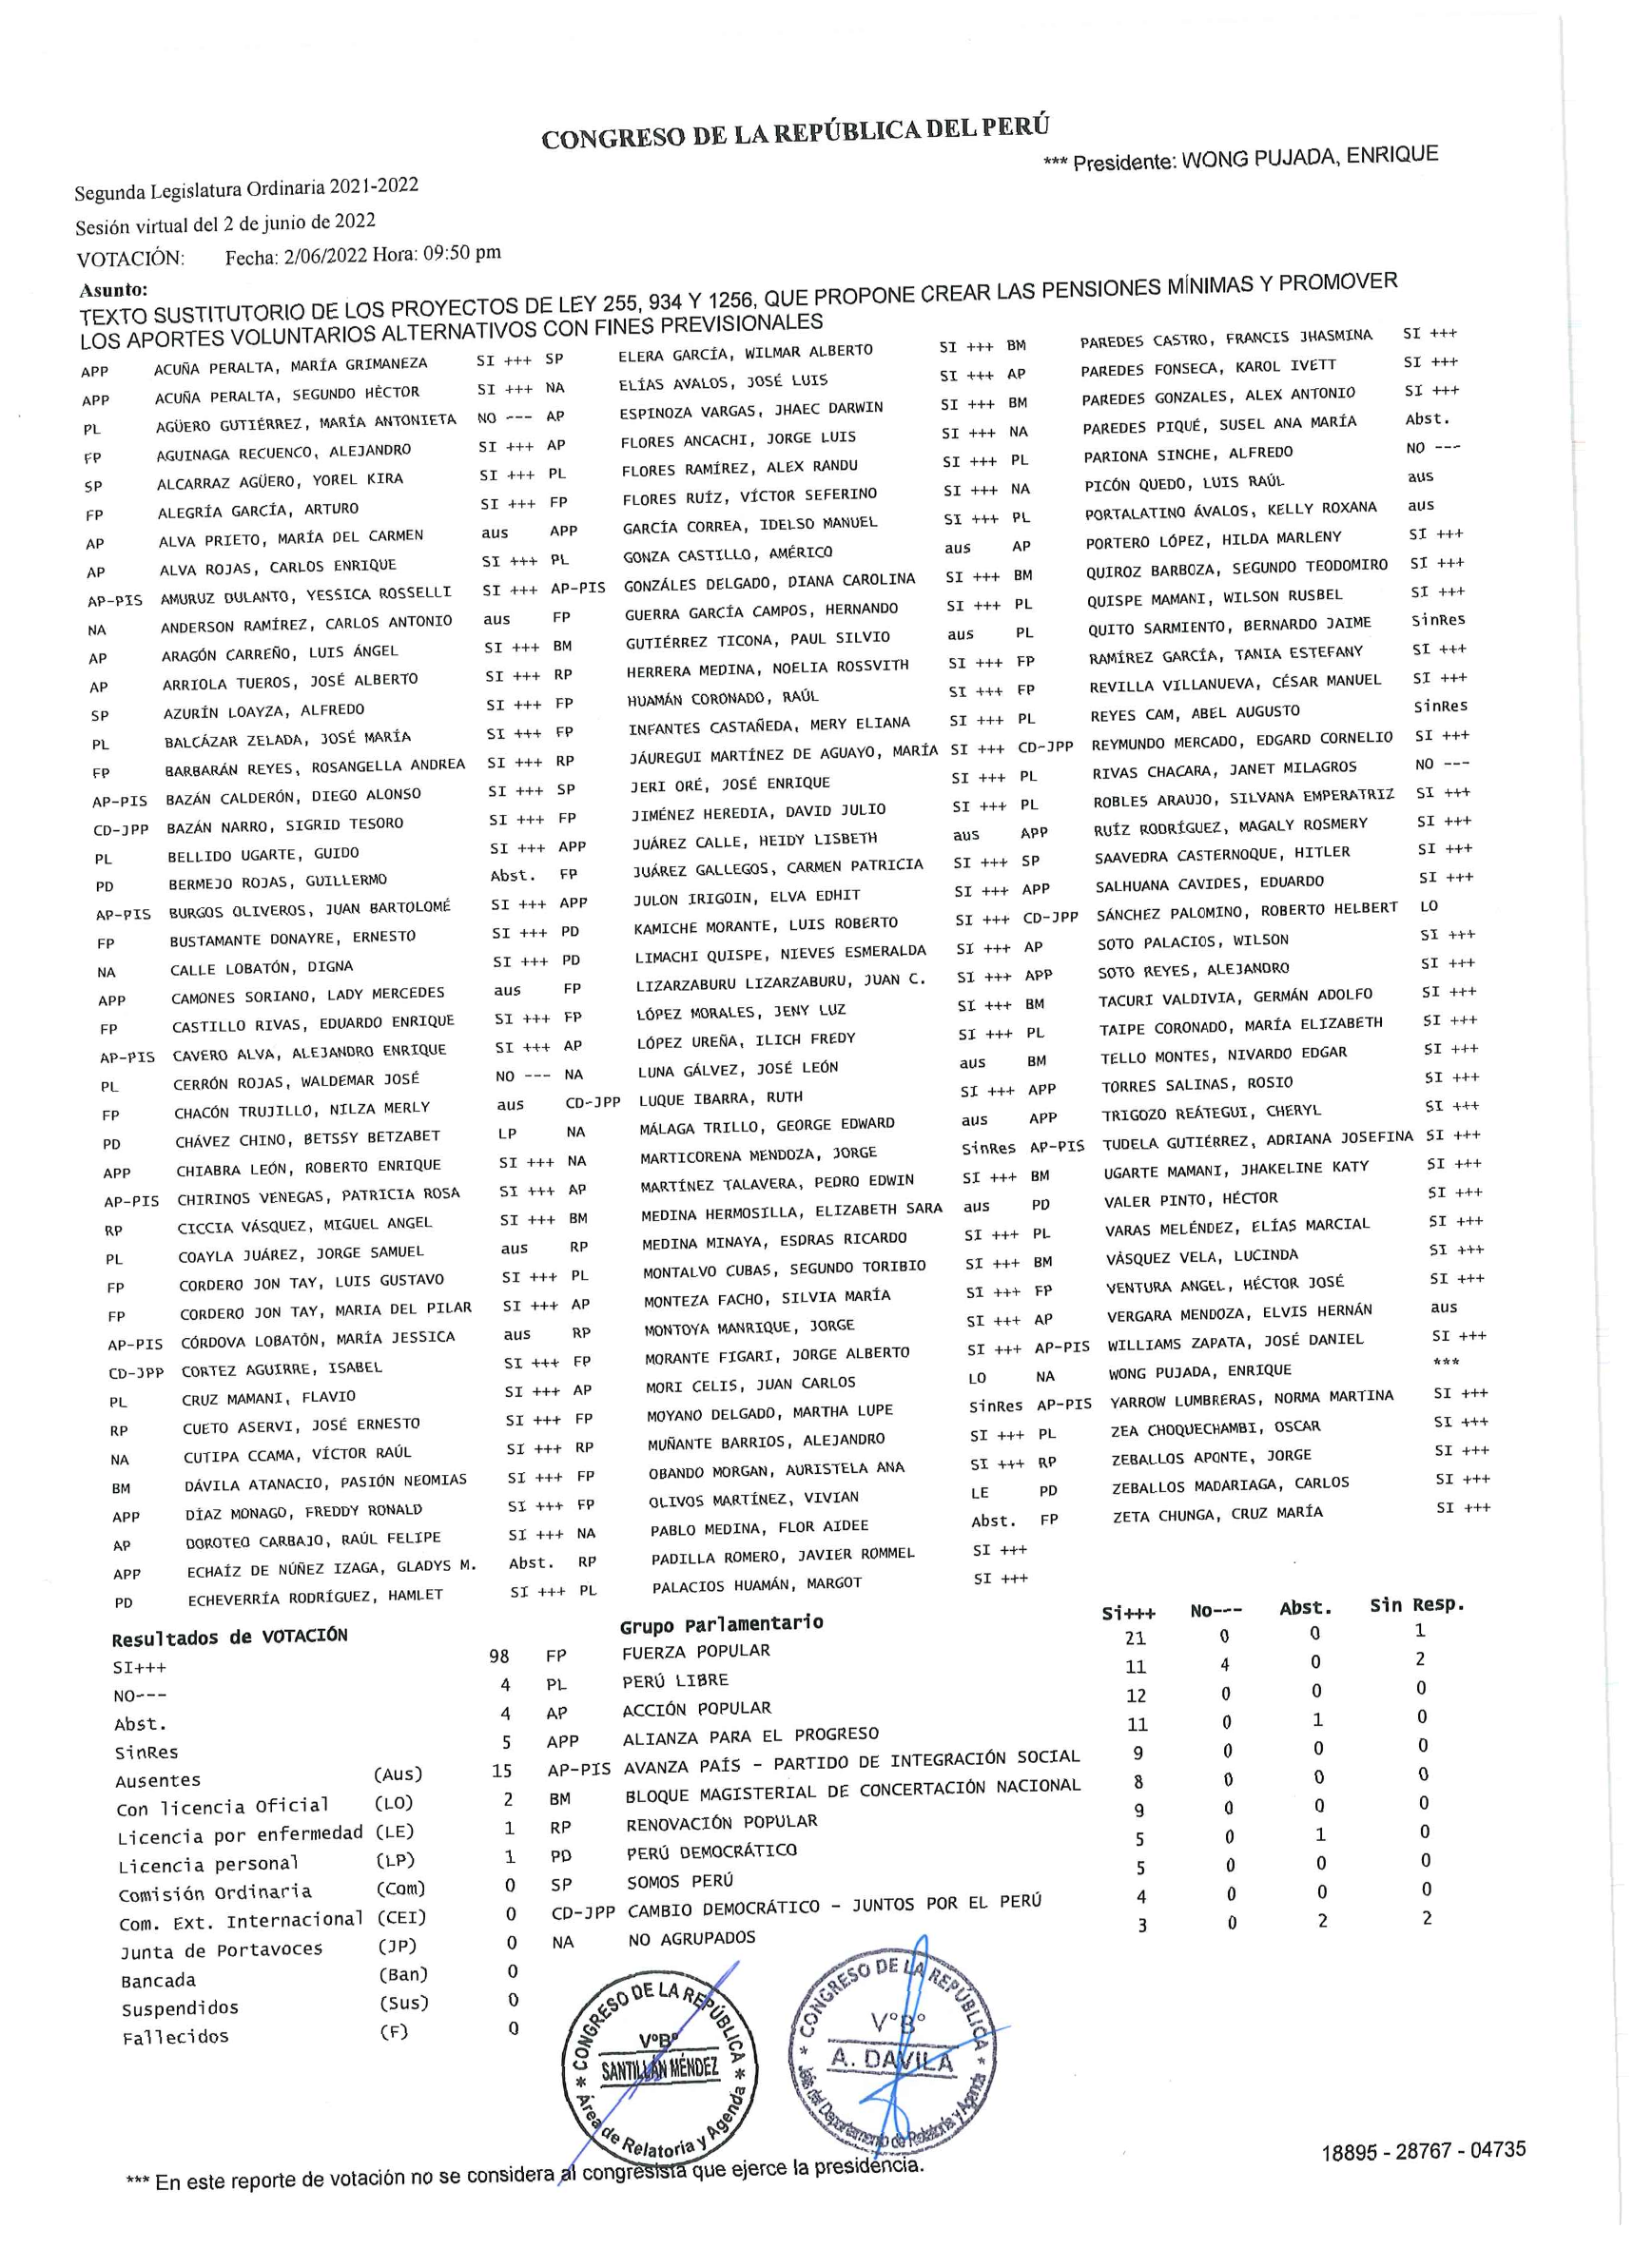 CONGRESO DE LA REPÚBLICA DEL PERÚ
*** Presidente: WONG PUJADA, ENRIQUE
Segunda Legislatura Ordinaria 2021-2022
Sesión virtual del 2 de junio de 2022
VOTACIÓN: Fecha: 2/06/2022 Hora: 09:50 pm
Asunto:
TEXTO SUSTITUTORIO DE LOS PROYECTOS DE LEY 255, 934 Y 1256, QUE PROPONE CREAR LAS PENSIONES MÍNIMAS Y PROMOVER
LOS APORTES VOLUNTARIOS ALTERNATIVOS CON FINES PREVISIONALES
APP ACUÑA PERALTA, MARÍA GRIMANEZA SI +++ SP ELERA GARCÍA, WILMAR ALBERTO SI +++ BM PAREDES CASTRO, FRANCIS JHASMINA SI +++
APP ACUÑA PERALTA, SEGUNDO HÉCTOR SI +++ NA ELÍAS AVALOS, JOSÉ LUIS SI +++ AP PAREDES FONSECA, KAROL IVETT SI +++
PL AGÜERO GUTIÉRREZ, MARÍA ANTONIETA NO --- AP ESPINOZA VARGAS, JHAEC DARWIN SI +++ BM PAREDES GONZALES, ALEX ANTONIO SI +++
FP AGUINAGA RECUENCO, ALEJANDRO SI +++ AP FLORES ANCACHI, JORGE LUIS SI +++ NA PAREDES PIQUÉ, SUSEL ANA MARÍA Abst.
SP ALCARRAZ AGÜERO, YOREL KIRA SI +++ PL FLORES RAMÍREZ, ALEX RANDU SI +++ PL PARIONA SINCHE, ALFREDO NO ---
FP ALEGRÍA GARCÍA, ARTURO SI +++ FP FLORES RUÍZ, VÍCTOR SEFERINO SI +++ NA PICÓN QUEDO, LUIS RAÚL aus
AP ALVA PRIETO, MARÍA DEL CARMEN aus APP GARCÍA CORREA, IDELSO MANUEL SI +++ PL PORTALATINO ÁVALOS, KELLY ROXANA aus
AP ALVA ROJAS, CARLOS ENRIQUE SI +++ PL GONZA CASTILLO, AMÉRICO aus AP PORTERO LÓPEZ, HILDA MARLENY SI +++
AP-PIS AMURUZ DULANTO, YESSICA ROSSELLI SI +++ AP-PIS GONZÁLES DELGADO, DIANA CAROLINA SI +++ BM QUIROZ BARBOZA, SEGUNDO TEODOMIRO SI +++
NA ANDERSON RAMÍREZ, CARLOS ANTONIO aus FP GUERRA GARCÍA CAMPOS, HERNANDO SI +++ PL QUISPE MAMANI, WILSON RUSBEL SI +++
AP ARAGÓN CARREÑO, LUIS ÁNGEL SI +++ BM GUTIÉRREZ TICONA, PAUL SILVIO aus PL QUITO SARMIENTO, BERNARDO JAIME SinRes
AP ARRIOLA TUEROS, JOSÉ ALBERTO SI +++ RP HERRERA MEDINA, NOELIA ROSSVITH SI +++ FP RAMÍREZ GARCÍA, TANIA ESTEFANY SI +++
SP AZURÍN LOAYZA, ALFREDO SI +++ FP HUAMÁN CORONADO, RAÚL SI +++ FP REVILLA VILLANUEVA, CÉSAR MANUEL SI +++
PL BALCÁZAR ZELADA, JOSÉ MARÍA SI +++ FP INFANTES CASTAÑEDA, MERY ELIANA SI +++ PL REYES CAM, ABEL AUGUSTO SinRes
FP BARBARÁN REYES, ROSANGELLA ANDREA SI +++ RP JÁUREGUI MARTÍNEZ DE AGUAYO, MARÍA SI +++ CD-JPP REYMUNDO MERCADO, EDGARD CORNELIO SI +++
AP-PIS BAZÁN CALDERÓN, DIEGO ALONSO SI +++ SP JERI ORÉ, JOSÉ ENRIQUE SI +++ PL RIVAS CHACARA, JANET MILAGROS NO ---
CD-JPP BAZÁN NARRO, SIGRID TESORO SI +++ FP JIMÉNEZ HEREDIA, DAVID JULIO SI +++ PL ROBLES ARAUJO, SILVANA EMPERATRIZ SI +++
PL BELLIDO UGARTE, GUIDO SI +++ APP JUÁREZ CALLE, HEIDY LISBETH aus APP RUÍZ RODRÍGUEZ, MAGALY ROSMERY SI +++
PD BERMEJO ROJAS, GUILLERMO Abst. FP JUÁREZ GALLEGOS, CARMEN PATRICIA SI +++ SP SAAVEDRA CASTERNOQUE, HITLER SI +++
AP-PIS BURGOS OLIVEROS, JUAN BARTOLOMÉ SI +++ APP JULON IRIGOIN, ELVA EDHIT SI +++ APP SALHUANA CAVIDES, EDUARDO SI +++
FP BUSTAMANTE DONAYRE, ERNESTO SI +++ PD KAMICHE MORANTE, LUIS ROBERTO SI +++ CD-JPP SÁNCHEZ PALOMINO, ROBERTO HELBERT LO
NA CALLE LOBATÓN, DIGNA SI +++ PD LIMACHI QUISPE, NIEVES ESMERALDA SI +++ AP SOTO PALACIOS, WILSON SI +++
APP CAMONES SORIANO, LADY MERCEDES aus FP LIZARZABURU LIZARZABURU, JUAN C. SI +++ APP SOTO REYES, ALEJANDRO SI +++
FP CASTILLO RIVAS, EDUARDO ENRIQUE SI +++ FP LÓPEZ MORALES, JENY LUZ SI +++ BM TACURI VALDIVIA, GERMÁN ADOLFO SI +++
AP-PIS CAVERO ALVA, ALEJANDRO ENRIQUE SI +++ AP LÓPEZ UREÑA, ILICH FREDY SI +++ PL TAIPE CORONADO, MARÍA ELIZABETH SI +++
PL CERRÓN ROJAS, WALDEMAR JOSÉ NO --- NA LUNA GÁLVEZ, JOSÉ LEÓN aus BM TELLO MONTES, NIVARDO EDGAR SI +++
FP CHACÓN TRUJILLO, NILZA MERLY aus CD-JPP LUQUE IBARRA, RUTH SI +++ APP TORRES SALINAS, ROSIO SI +++
PD CHÁVEZ CHINO, BETSSY BETZABET LP NA MÁLAGA TRILLO, GEORGE EDWARD aus APP TRIGOZO REÁTEGUI, CHERYL SI +++
APP CHIABRA LEÓN, ROBERTO ENRIQUE SI +++ NA MARTICORENA MENDOZA, JORGE SinRes AP-PIS TUDELA GUTIÉRREZ, ADRIANA JOSEFINA SI +++
AP-PIS CHIRINOS VENEGAS, PATRICIA ROSA SI +++ AP MARTÍNEZ TALAVERA, PEDRO EDWIN SI +++ BM UGARTE MAMANI, JHAKELINE KATY SI +++
RP CICCIA VÁSQUEZ, MIGUEL ANGEL SI +++ BM MEDINA HERMOSILLA, ELIZABETH SARA aus PD VALER PINTO, HÉCTOR SI +++
PL COAYLA JUÁREZ, JORGE SAMUEL aus RP MEDINA MINAYA, ESDRAS RICARDO SI +++ PL VARAS MELÉNDEZ, ELÍAS MARCIAL SI +++
FP CORDERO JON TAY, LUIS GUSTAVO SI +++ PL MONTALVO CUBAS, SEGUNDO TORIBIO SI +++ BM VÁSQUEZ VELA, LUCINDA SI +++
FP CORDERO JON TAY, MARIA DEL PILAR SI +++ AP MONTEZA FACHO, SILVIA MARÍA SI +++ FP VENTURA ANGEL, HÉCTOR JOSÉ SI +++
AP-PIS CÓRDOVA LOBATÓN, MARÍA JESSICA aus RP MONTOYA MANRIQUE, JORGE SI +++ AP VERGARA MENDOZA, ELVIS HERNÁN aus
CD-JPP CORTEZ AGUIRRE, ISABEL SI +++ FP MORANTE FIGARI, JORGE ALBERTO SI +++ AP-PIS WILLIAMS ZAPATA, JOSÉ DANIEL SI +++
PL CRUZ MAMANI, FLAVIO SI +++ AP MORI CELIS, JUAN CARLOS LO NA WONG PUJADA, ENRIQUE ***
RP CUETO ASERVI, JOSÉ ERNESTO SI +++ FP MOYANO DELGADO, MARTHA LUPE SinRes AP-PIS YARROW LUMBRERAS, NORMA MARTINA SI +++
NA CUTIPA CCAMA, VÍCTOR RAÚL SI +++ RP MUÑANTE BARRIOS, ALEJANDRO SI +++ PL ZEA CHOQUECHAMBI, OSCAR SI +++
BM DÁVILA ATANACIO, PASIÓN NEOMIAS SI +++ FP OBANDO MORGAN, AURISTELA ANA SI +++ RP ZEBALLOS APONTE, JORGE SI +++
APP DÍAZ MONAGO, FREDDY RONALD SI +++ FP OLIVOS MARTÍNEZ, VIVIAN LE PD ZEBALLOS MADARIAGA, CARLOS SI +++
AP DOROTEO CARBAJO, RAÚL FELIPE SI +++ NA PABLO MEDINA, FLOR AIDEE Abst. FP ZETA CHUNGA, CRUZ MARÍA SI +++
APP ECHAÍZ DE NÚÑEZ IZAGA, GLADYS M. Abst. RP PADILLA ROMERO, JAVIER ROMMEL SI +++
PD ECHEVERRÍA RODRÍGUEZ, HAMLET SI +++ PL PALACIOS HUAMÁN, MARGOT SI +++
Resultados de VOTACIÓN Grupo Parlamentario Si+++ No--- Abst. Sin Resp.
SI+++ 98 FP FUERZA POPULAR 21 0 0 1
NO--- 4 PL PERÚ LIBRE 11 4 0 2
Abst. 4 AP ACCIÓN POPULAR 12 0 0 0
SinRes 5 APP ALIANZA PARA EL PROGRESO 11 0 1 0
Ausentes (Aus) 15 AP-PIS AVANZA PAÍS - PARTIDO DE INTEGRACIÓN SOCIAL 9 0 0 0
Con licencia Oficial (LO) 2 BM BLOQUE MAGISTERIAL DE CONCERTACIÓN NACIONAL 8 0 0 0
Licencia por enfermedad (LE) 1 RP RENOVACIÓN POPULAR 9 0 0 0
Licencia personal (LP) 1 PD PERÚ DEMOCRÁTICO 5 0 1 0
Comisión Ordinaria (Com) 0 SP SOMOS PERÚ 5 0 0 0
Com. Ext. Internacional (CEI) 0 CD-JPP CAMBIO DEMOCRÁTICO - JUNTOS POR EL PERÚ 4 0 0 0
Junta de Portavoces (JP) 0 NA NO AGRUPADOS 3 0 2 2
Bancada (Ban) 0
Suspendidos (Sus) 0
Fallecidos (F) 0
* CONGRESO DE LA REPÚBLICA *
V°B°
SANTILLÁN MÉNDEZ
Área de Relatoría y Agenda
* CONGRESO DE LA REPÚBLICA *
V°B°
A. DAVILA
Jefe del Departamento de Relatoría y Agenda
*** En este reporte de votación no se considera al congresista que ejerce la presidencia.
18895 - 28767 - 04735